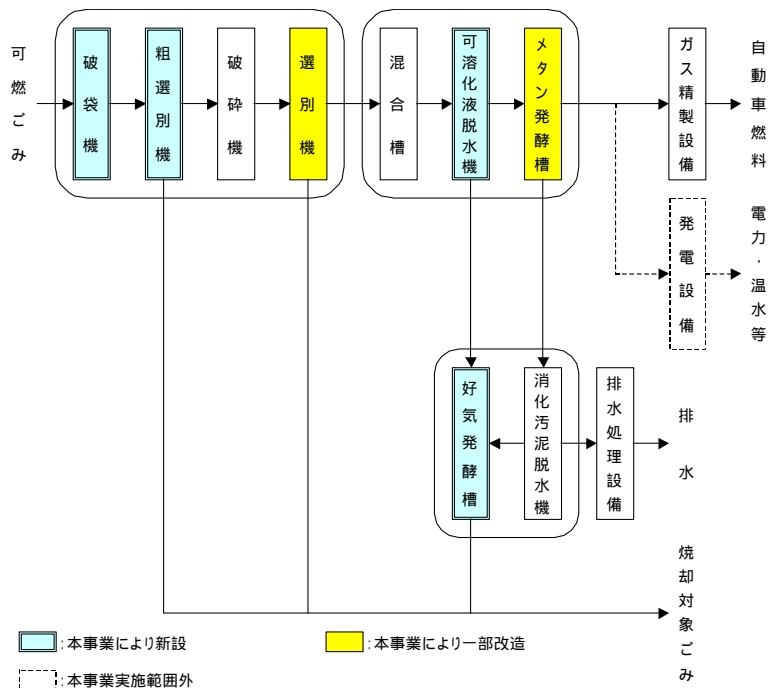 可燃ごみ
破袋機
粗選別機
破砕機
選別機
混合槽
可溶化液脱水機
メタン発酵槽
ガス精製設備
自動車燃料
発電設備
電力・温水等
好気発酵槽
消化汚泥脱水機
排水処理設備
排水
焼却対象ごみ
:本事業により新設
:本事業により一部改造
:本事業実施範囲外